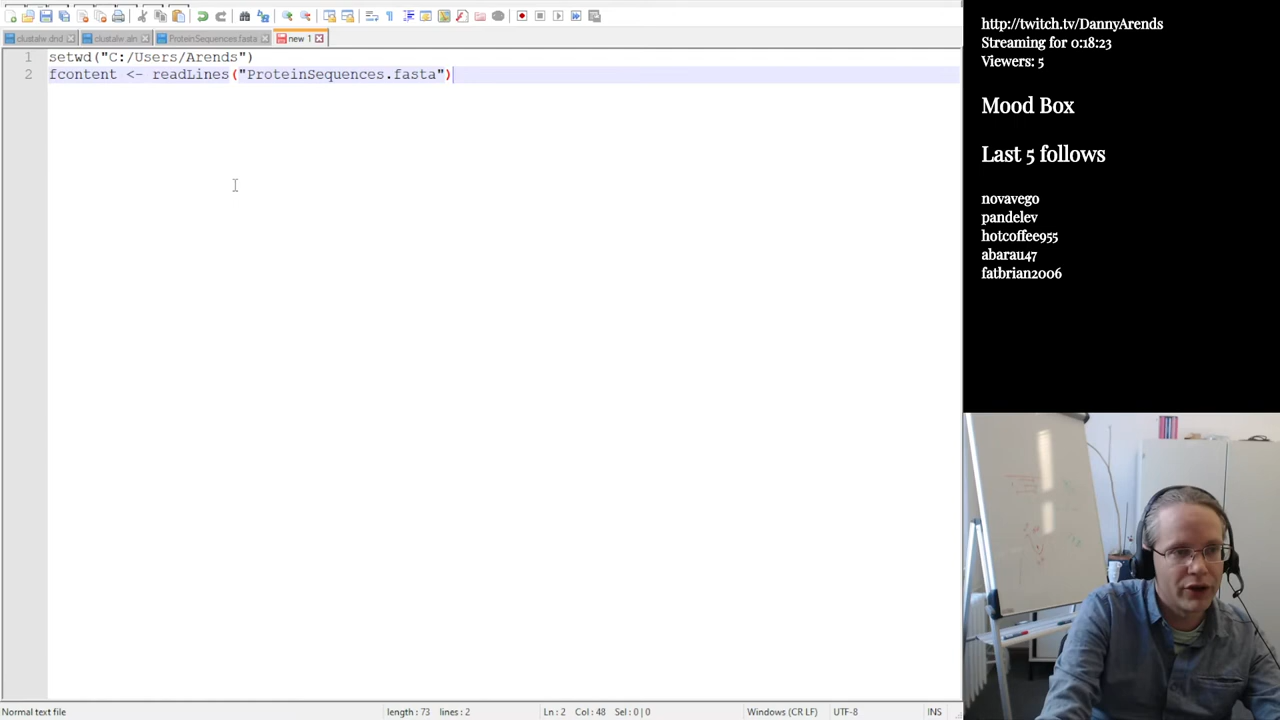 clustalw.dnd
clustalw.aln
ProteinSequences.fasta
new 1
1 setwd("C:/Users/Arends")
2 fcontent <- readLines("ProteinSequences.fasta")
Normal text file
length : 73 lines : 2
Ln : 2 Col : 48 Sel : 0 | 0
Windows (CR LF)
UTF-8
INS
http://twitch.tv/DannyArends
Streaming for 0:18:23
Viewers: 5
Mood Box
Last 5 follows
novavego
pandelev
hotcoffee955
abarau47
fatbrian2006